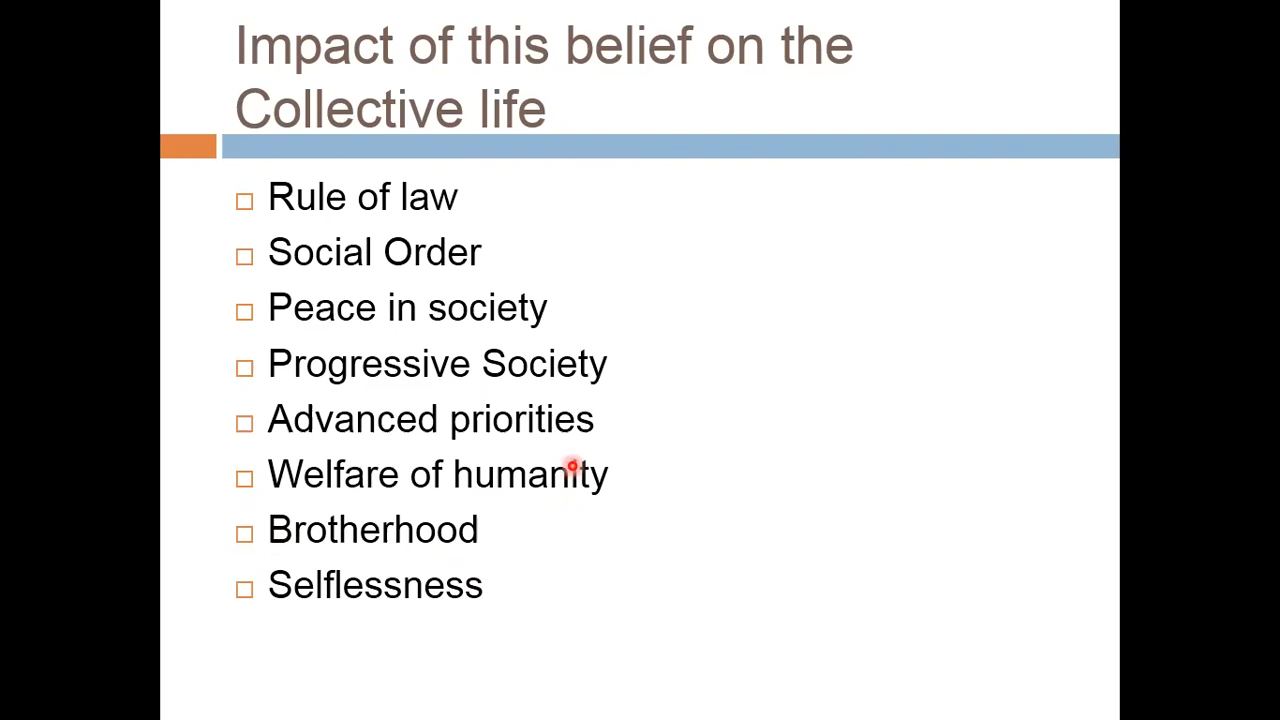 Impact of this belief on the
Collective life
Rule of law
Social Order
Peace in society
Progressive Society
Advanced priorities
Welfare of humanity
Brotherhood
Selflessness